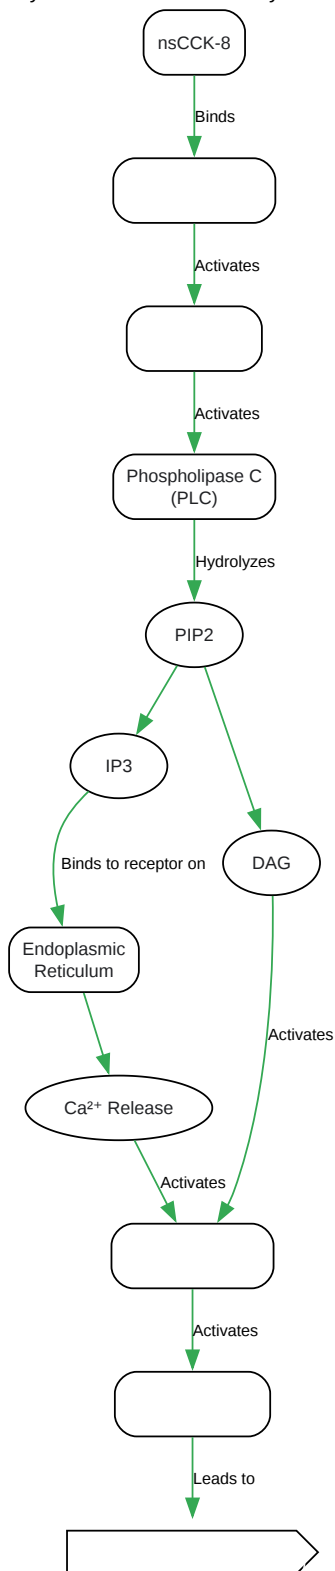 nsCCK-8
Binds
Activates
Activates
Phospholipase C
(PLC)
Hydrolyzes
PIP2
IP3
Binds to receptor on
DAG
Endoplasmic
Reticulum
Activates
Ca²⁺ Release
Activates
Activates
Leads to